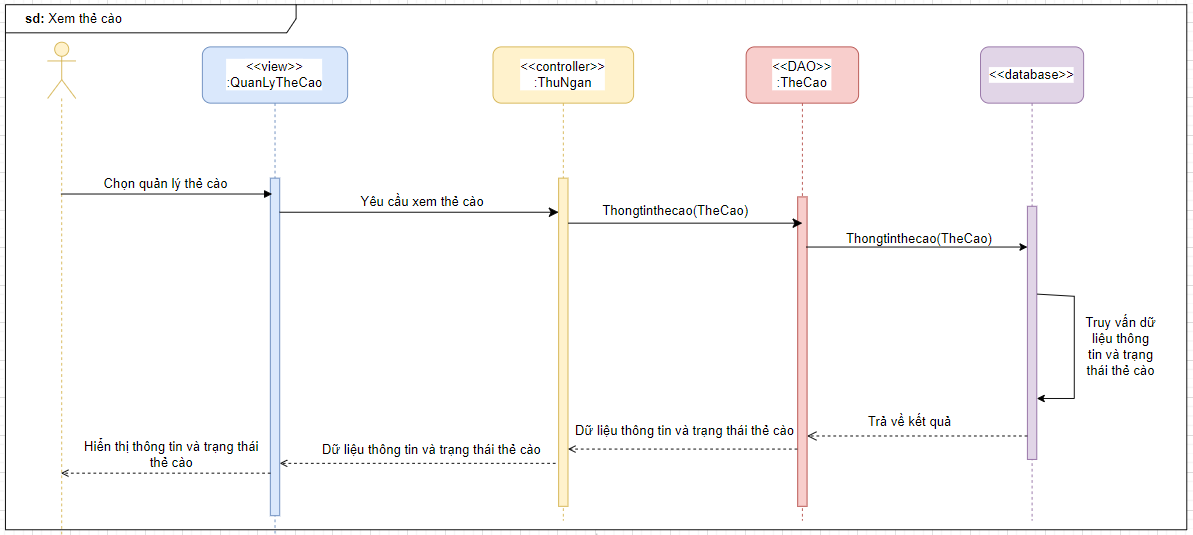 sd: Xem thẻ cào
<<view>>
:QuanLyTheCao
<<controller>>
:ThuNgan
<<DAO>>
:TheCao
<<database>>
Chọn quản lý thẻ cào
Yêu cầu xem thẻ cào
Thongtinthecao(TheCao)
Thongtinthecao(TheCao)
Truy vấn dữ
liệu thông
tin và trạng
thái thẻ cào
Trả về kết quả
Dữ liệu thông tin và trạng thái thẻ cào
Dữ liệu thông tin và trạng thái thẻ cào
Hiển thị thông tin và trạng thái
thẻ cào